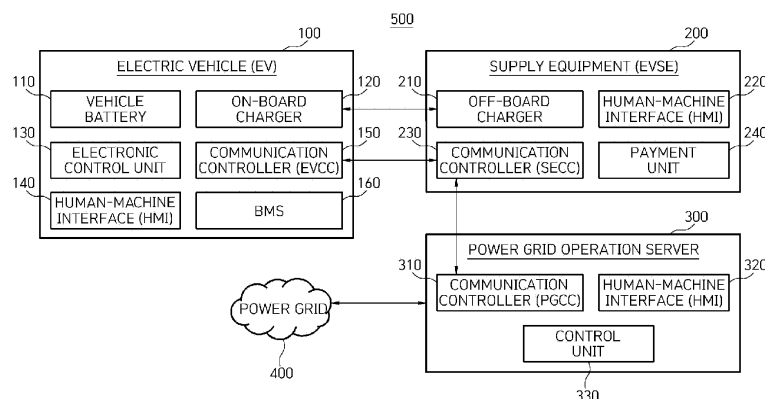 500
100
ELECTRIC VEHICLE (EV)
110
120
VEHICLE
BATTERY
ON-BOARD
CHARGER
130
150
ELECTRONIC
CONTROL UNIT
COMMUNICATION
CONTROLLER (EVCC)
140
160
HUMAN-MACHINE
INTERFACE (HMI)
BMS
200
SUPPLY EQUIPMENT (EVSE)
210
220
OFF-BOARD
CHARGER
HUMAN-MACHINE
INTERFACE (HMI)
230
240
COMMUNICATION
CONTROLLER (SECC)
PAYMENT
UNIT
300
POWER GRID OPERATION SERVER
310
320
COMMUNICATION
CONTROLLER (PGCC)
HUMAN-MACHINE
INTERFACE (HMI)
CONTROL
UNIT
330
POWER GRID
400